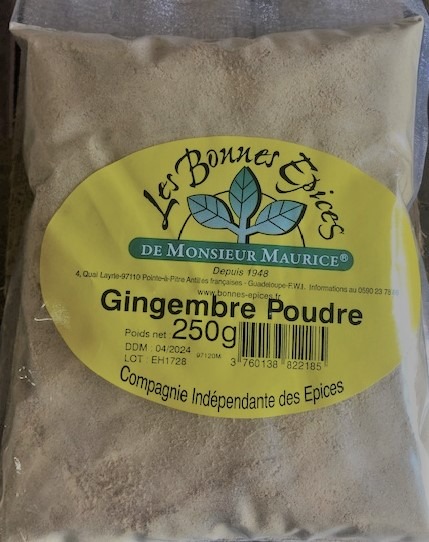 Les Bonnes Epices
DE MONSIEUR MAURICE®
Depuis 1948
4, Quai Layrle-97110 Pointe-à-Pitre Antilles françaises - Guadeloupe-F.W.I. Informations au 0590 23
www.bonnes-epices.fr
Gingembre Poudre
Poids net 250g
DDM : 04/2024 97120M
LOT : EH1728 3 760138 822185
Compagnie Indépendante des Epices